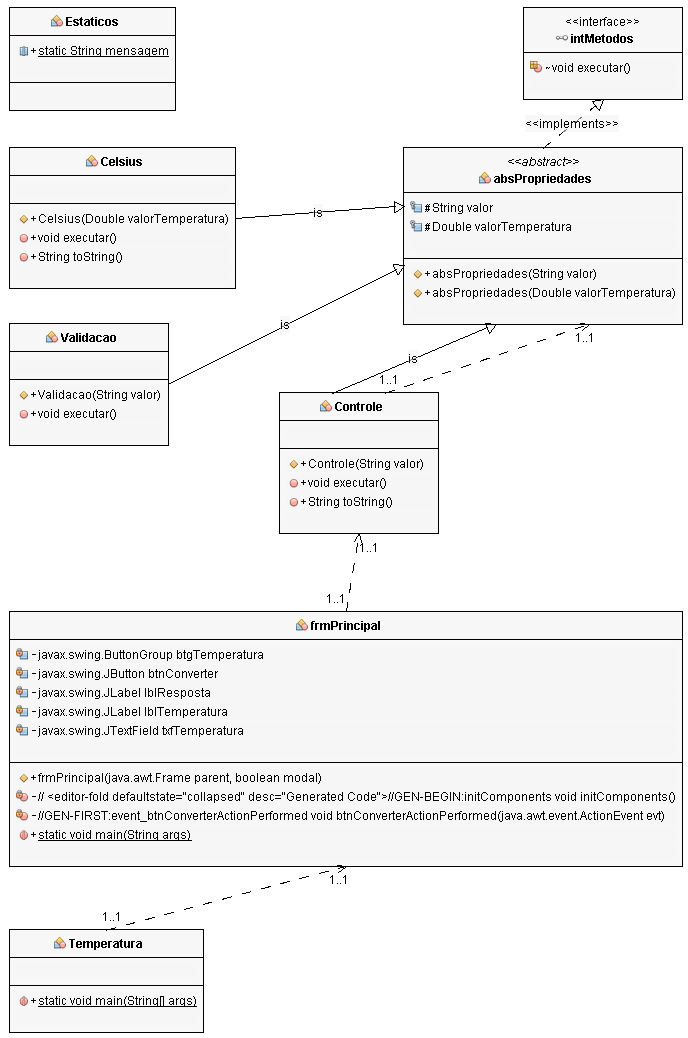 Estaticos
+ static String mensagem
<<interface>>
intMetodos
~ void executar()
<<implements>>
Celsius
+ Celsius(Double valorTemperatura)
+ void executar()
+ String toString()
is
<<abstract>>
absPropriedades
# String valor
# Double valorTemperatura
+ absPropriedades(String valor)
+ absPropriedades(Double valorTemperatura)
Validacao
+ Validacao(String valor)
+ void executar()
is
is
1..1
1..1
Controle
+ Controle(String valor)
+ void executar()
+ String toString()
1..1
1..1
frmPrincipal
- javax.swing.ButtonGroup btgTemperatura
- javax.swing.JButton btnConverter
- javax.swing.JLabel lblResposta
- javax.swing.JLabel lblTemperatura
- javax.swing.JTextField txfTemperatura
+ frmPrincipal(java.awt.Frame parent, boolean modal)
- // <editor-fold defaultstate="collapsed" desc="Generated Code">//GEN-BEGIN:initComponents void initComponents()
- //GEN-FIRST:event_btnConverterActionPerformed void btnConverterActionPerformed(java.awt.event.ActionEvent evt)
+ static void main(String args)
1..1
1..1
Temperatura
+ static void main(String[] args)